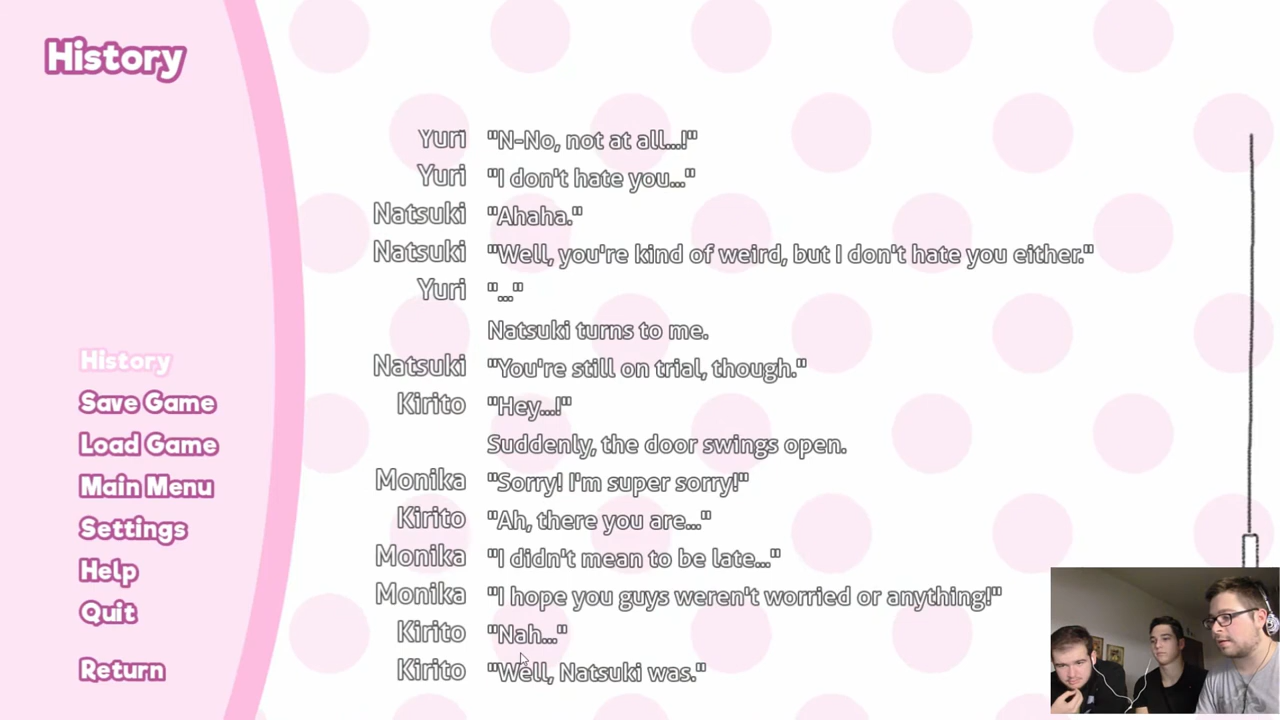 History
Yuri "N-No, not at all...!"
Yuri "I don't hate you..."
Natsuki "Ahaha."
Natsuki "Well, you're kind of weird, but I don't hate you either."
Yuri "..."
Natsuki turns to me.
Natsuki "You're still on trial, though."
Kirito "Hey...!"
Suddenly, the door swings open.
Monika "Sorry! I'm super sorry!"
Kirito "Ah, there you are..."
Monika "I didn't mean to be late..."
Monika "I hope you guys weren't worried or anything!"
Kirito "Nah..."
Kirito "Well, Natsuki was."
History
Save Game
Load Game
Main Menu
Settings
Help
Quit
Return